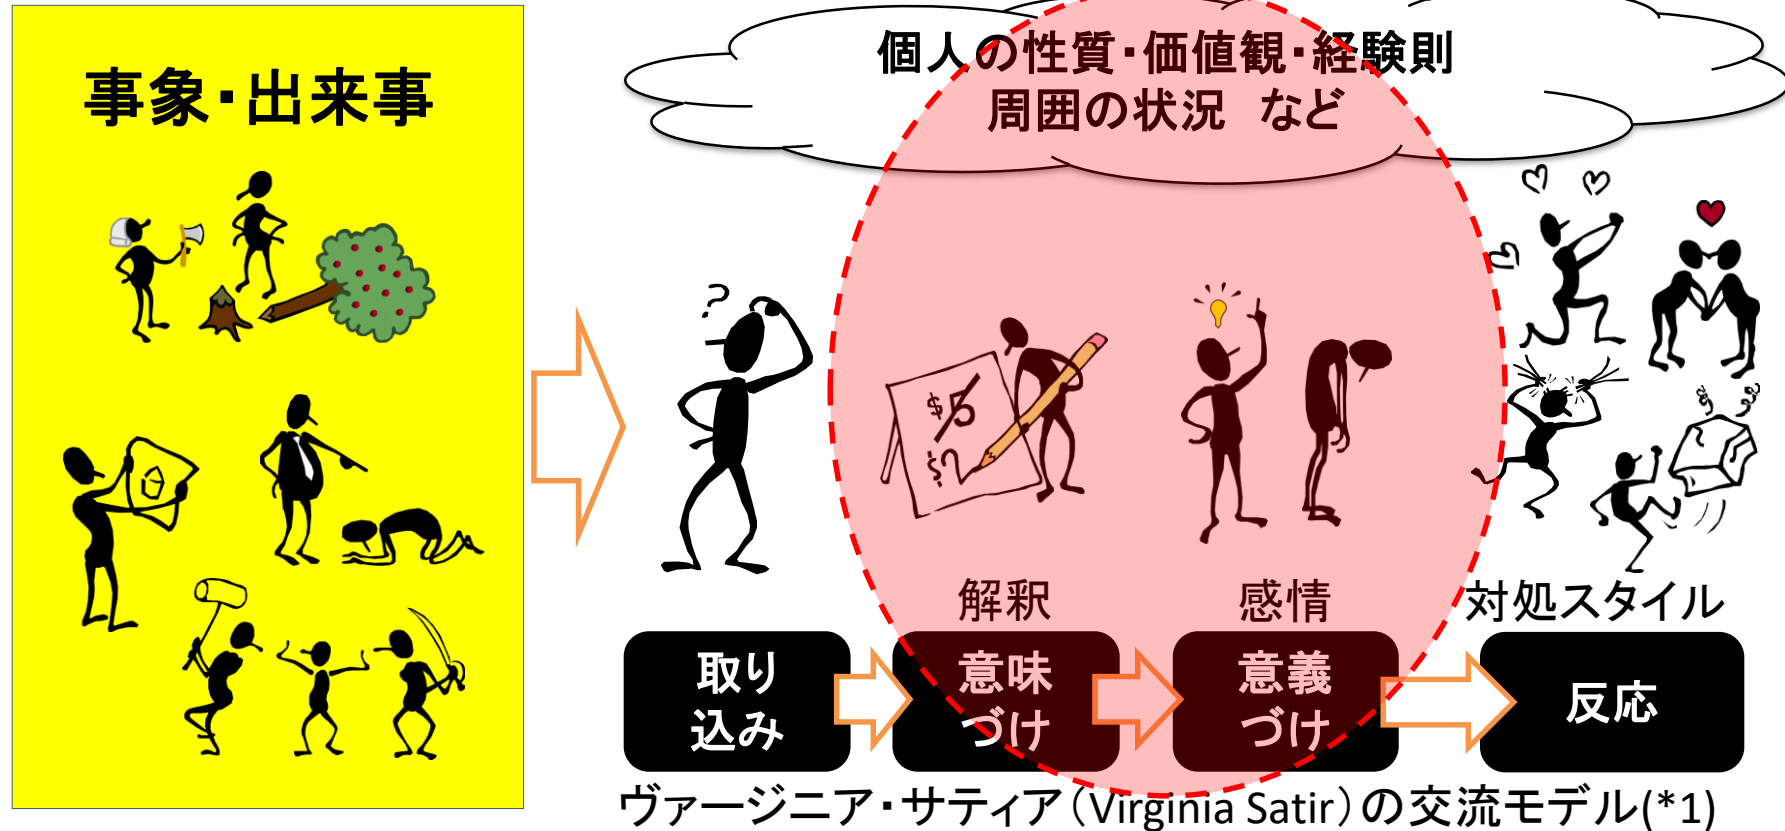 事象・出来事
個人の性質・価値観・経験則
周囲の状況　など
?
$5
$2
解釈
感情
対処スタイル
取り
込み
意味
づけ
意義
づけ
反応
ヴァージニア・サティア（Virginia Satir）の交流モデル(*1)